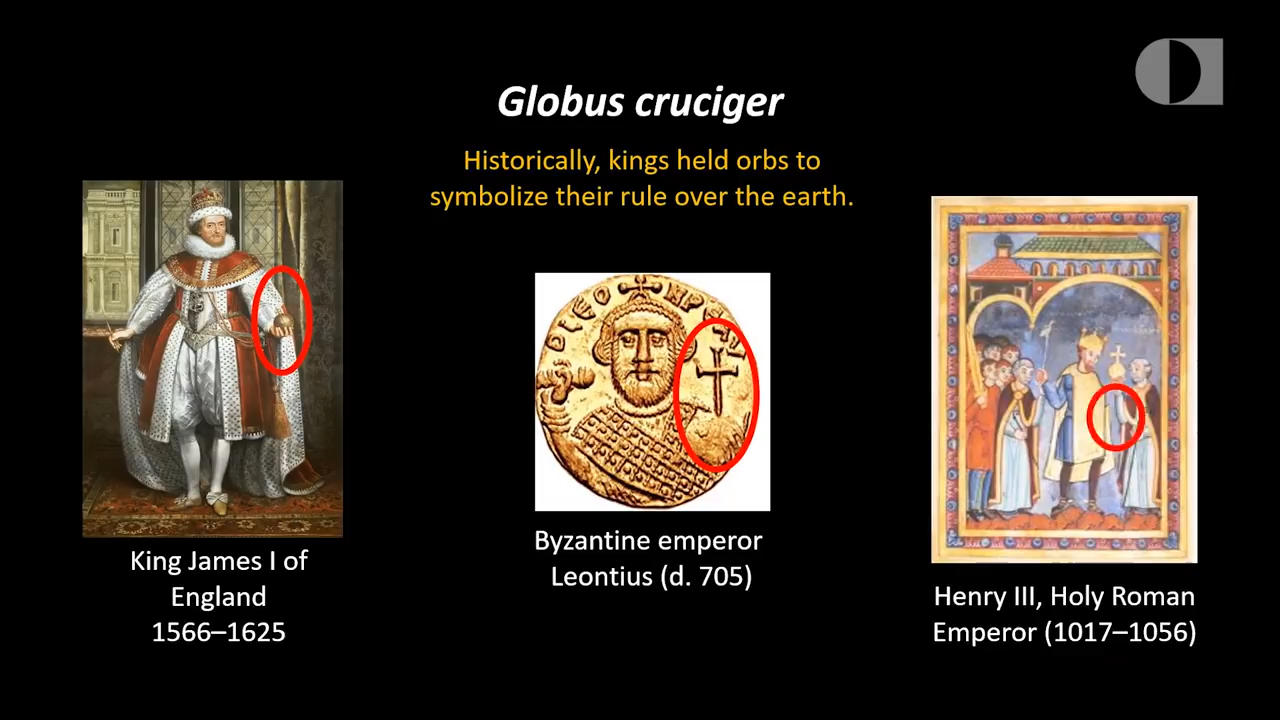 Globus cruciger
Historically, kings held orbs to
symbolize their rule over the earth.
King James I of
England
1566–1625
Byzantine emperor
Leontius (d. 705)
Henry III, Holy Roman
Emperor (1017–1056)